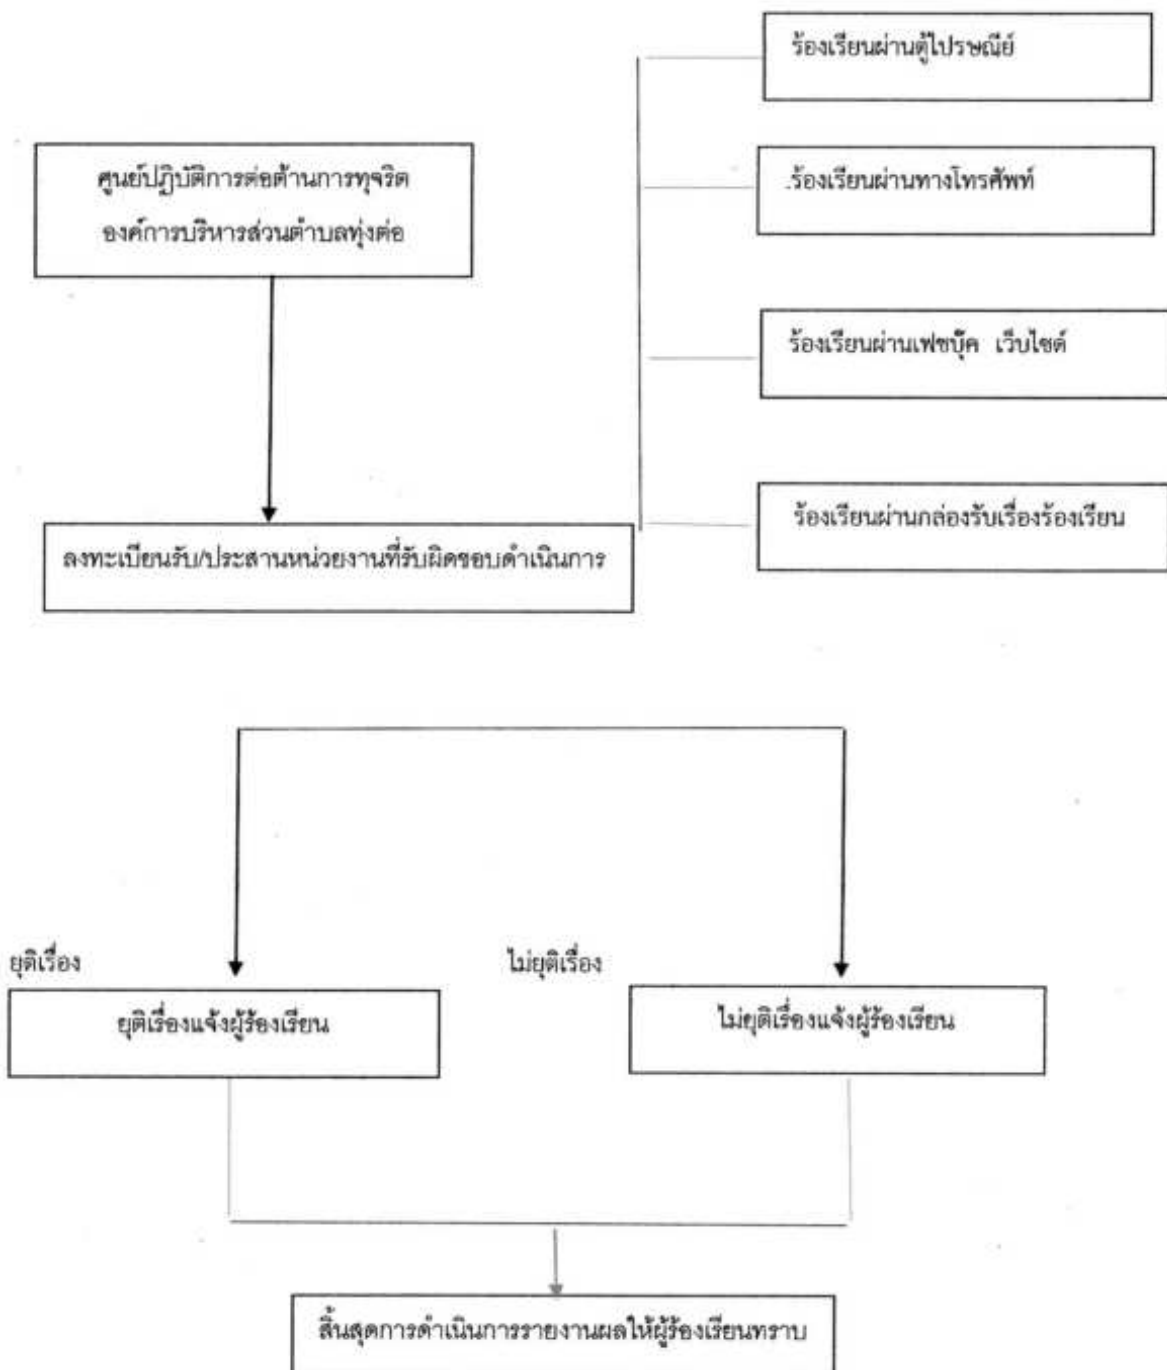 ร้องเรียนผ่านตู้ไปรษณีย์
ศูนย์ปฏิบัติการต่อต้านการทุจริต
องค์การบริหารส่วนตำบลทุ่งต่อ
.ร้องเรียนผ่านทางโทรศัพท์
ร้องเรียนผ่านเฟซบุ๊ค เว็บไซต์
ร้องเรียนผ่านกล่องรับเรื่องร้องเรียน
ลงทะเบียนรับ/ประสานหน่วยงานที่รับผิดชอบดำเนินการ
ยุติเรื่อง
ไม่ยุติเรื่อง
ยุติเรื่องแจ้งผู้ร้องเรียน
ไม่ยุติเรื่องแจ้งผู้ร้องเรียน
สิ้นสุดการดำเนินการรายงานผลให้ผู้ร้องเรียนทราบ